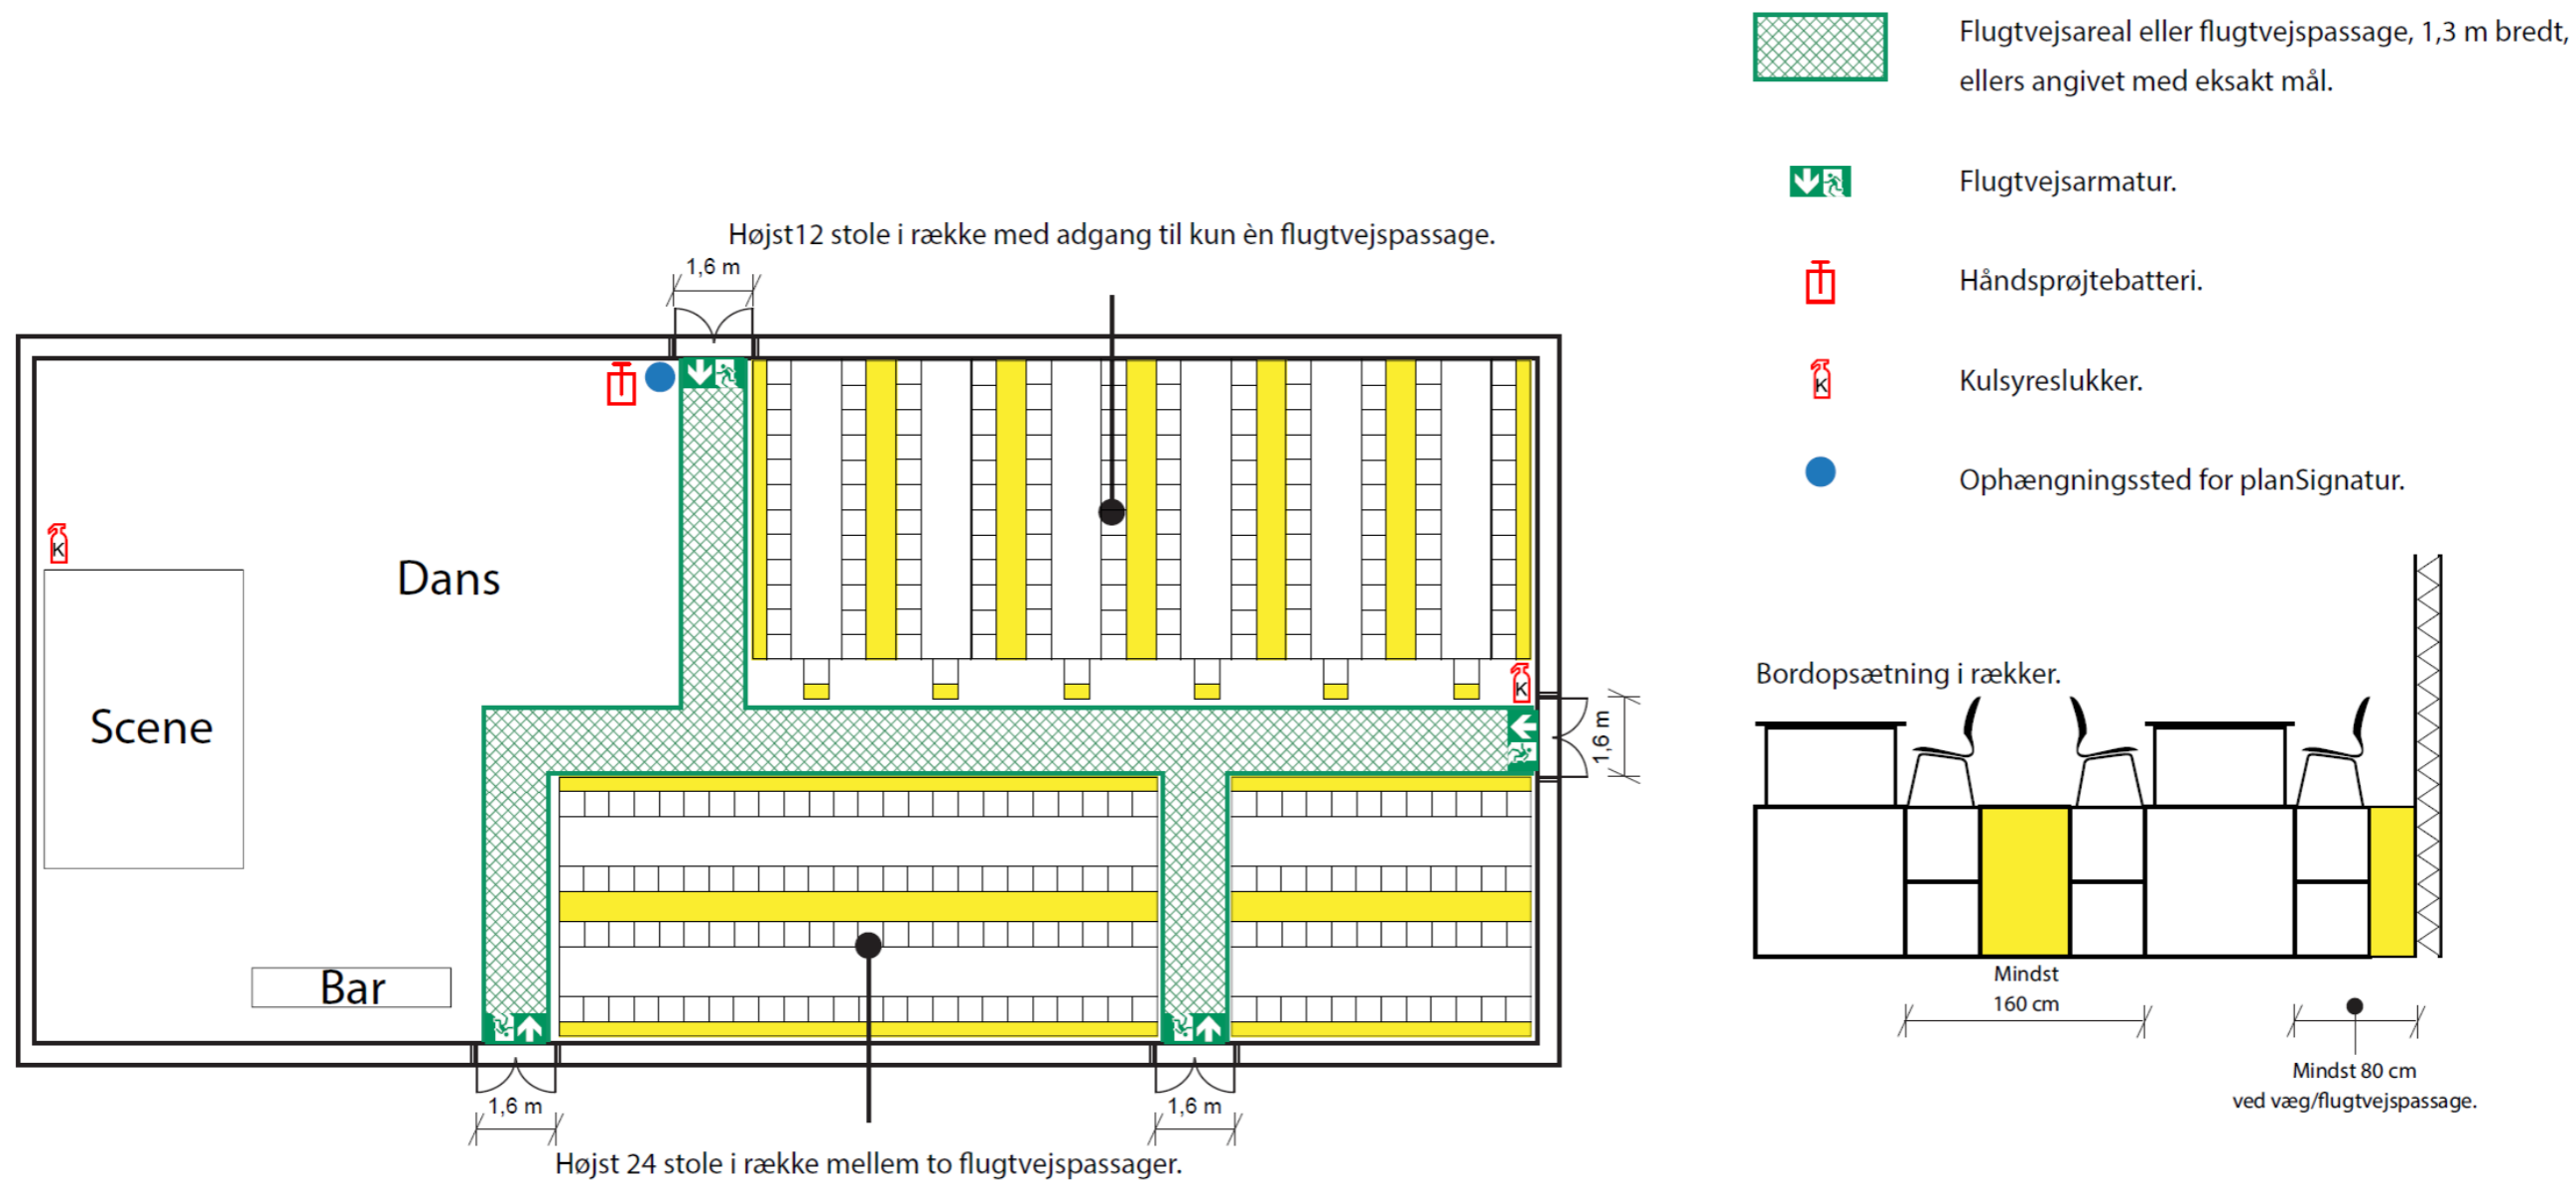 Flugtvejsareal eller flugtvejspassage, 1,3 m bredt,
ellers angivet med eksakt mål.
Flugtvejsarmatur.
Håndsprøjtebatteri.
K
Kulsyreslukker.
Ophængningssted for planSignatur.
Højst12 stole i række med adgang til kun èn flugtvejspassage.
1,6 m
K
Dans
Scene
Bar
K
1,6 m
1,6 m
1,6 m
Højst 24 stole i række mellem to flugtvejspassager.
Bordopsætning i rækker.
Mindst
160 cm
Mindst 80 cm
ved væg/flugtvejspassage.